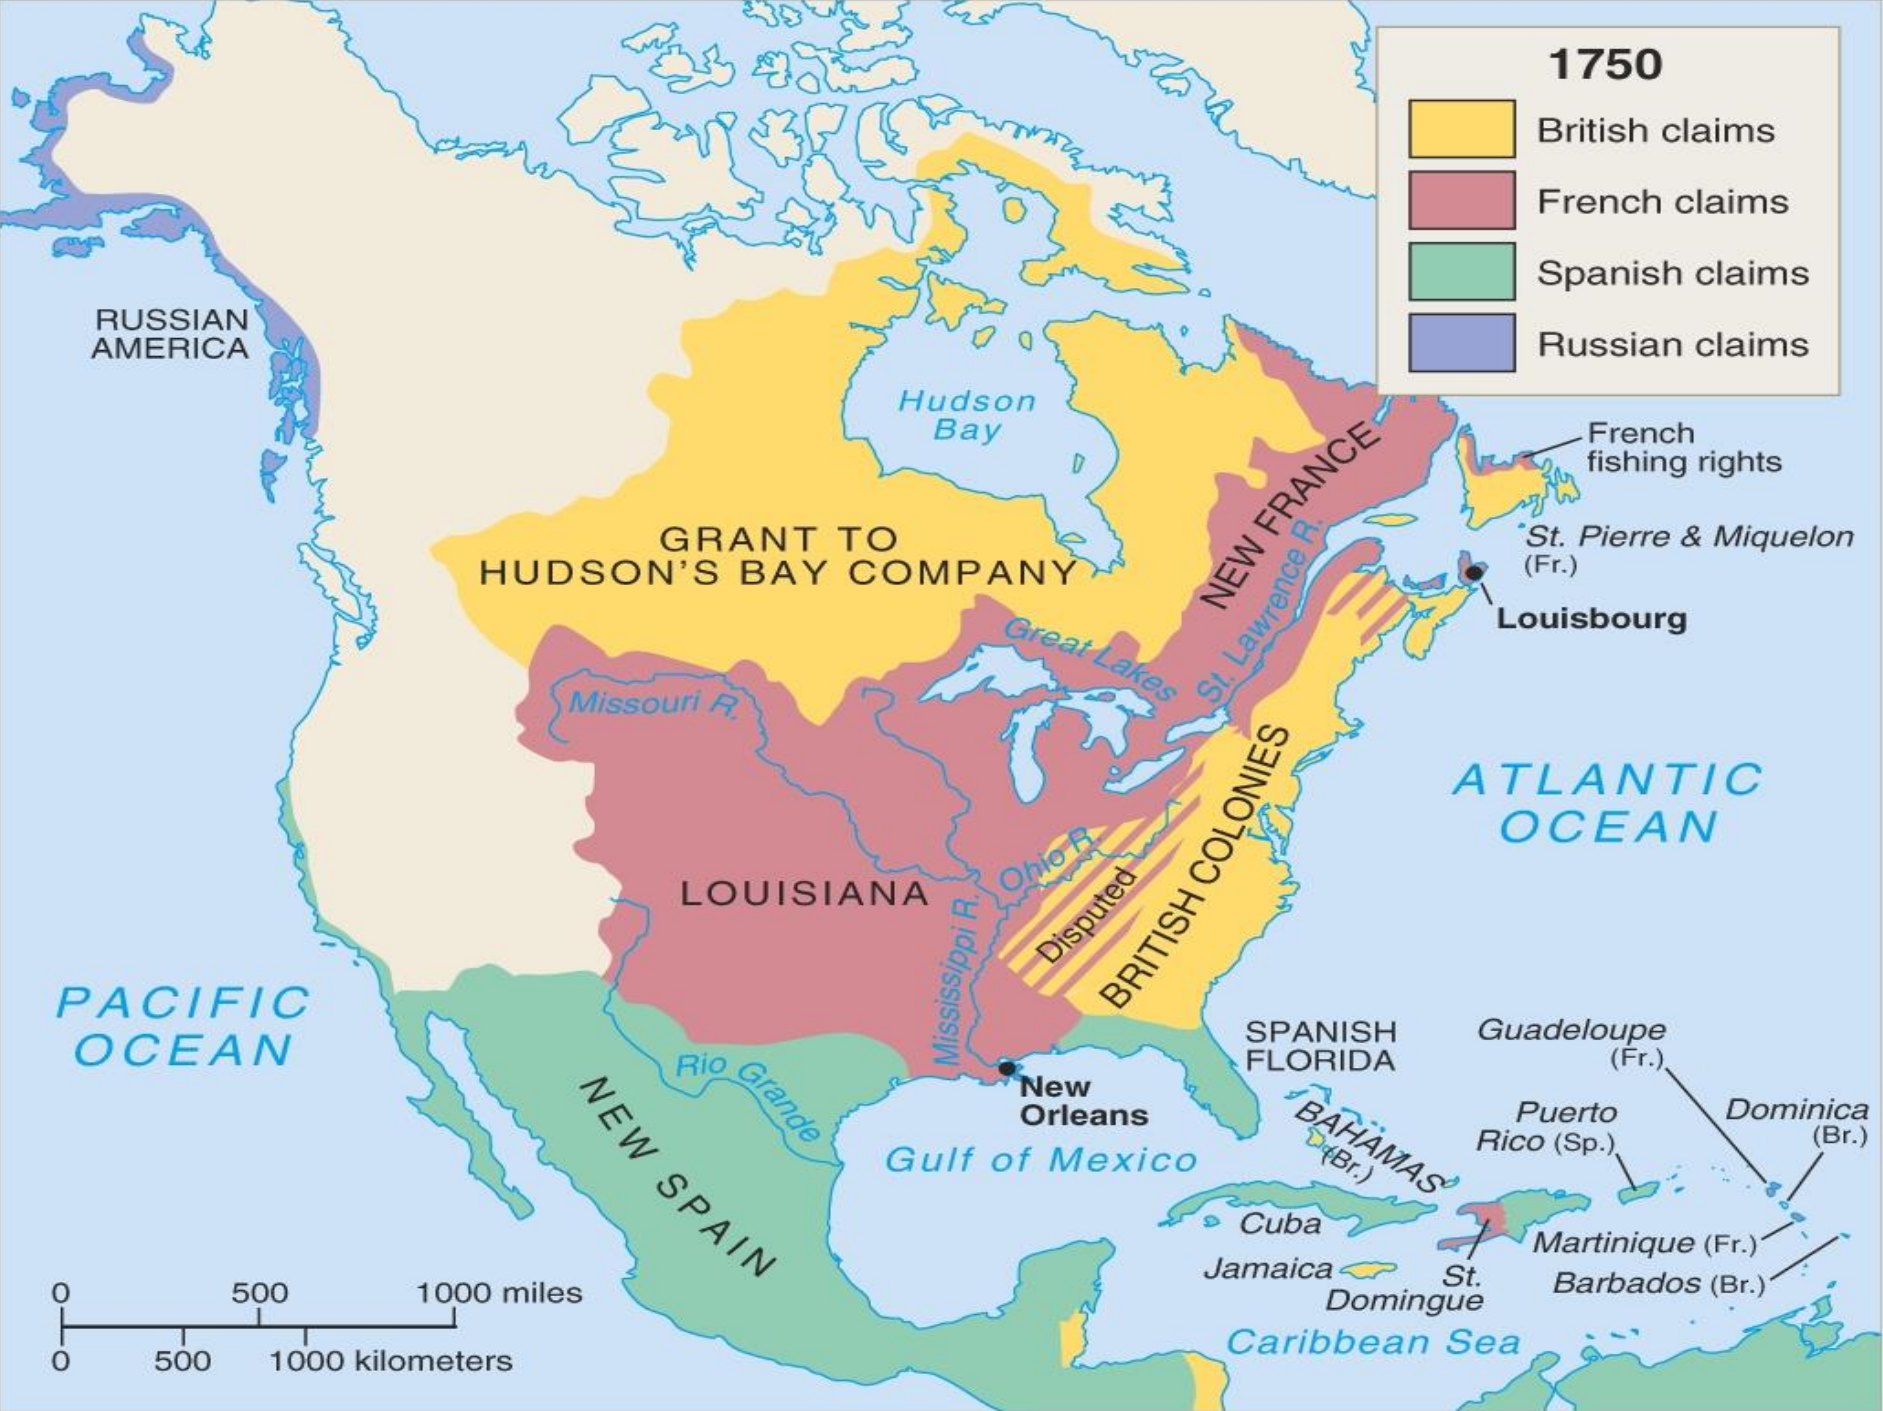 1750
British claims
French claims
Spanish claims
Russian claims
RUSSIAN
AMERICA
Hudson
Bay
French
fishing rights
GRANT TO
HUDSON'S BAY COMPANY
NEW FRANCE
St. Lawrence R.
St. Pierre & Miquelon
(Fr.)
Louisbourg
Great Lakes
Missouri R.
ATLANTIC
OCEAN
Ohio R.
LOUISIANA
Mississippi R.
Disputed
BRITISH COLONIES
PACIFIC
OCEAN
SPANISH
FLORIDA
Rio Grande
New
Orleans
NEW SPAIN
Gulf of Mexico
BAHAMAS
(Br.)
Guadeloupe
(Fr.)
Puerto
Rico (Sp.)
Dominica
(Br.)
Cuba
Jamaica
St.
Domingue
Martinique (Fr.)
Barbados (Br.)
Caribbean Sea
0 500 1000 miles
0 500 1000 kilometers